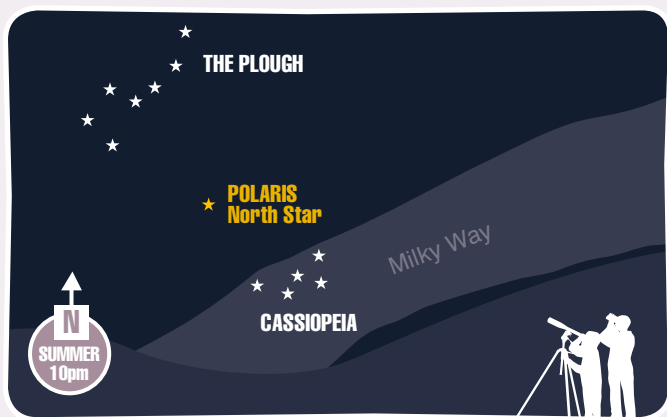 THE PLOUGH
POLARIS
North Star
Milky Way
CASSIOPEIA
N
SUMMER
10pm